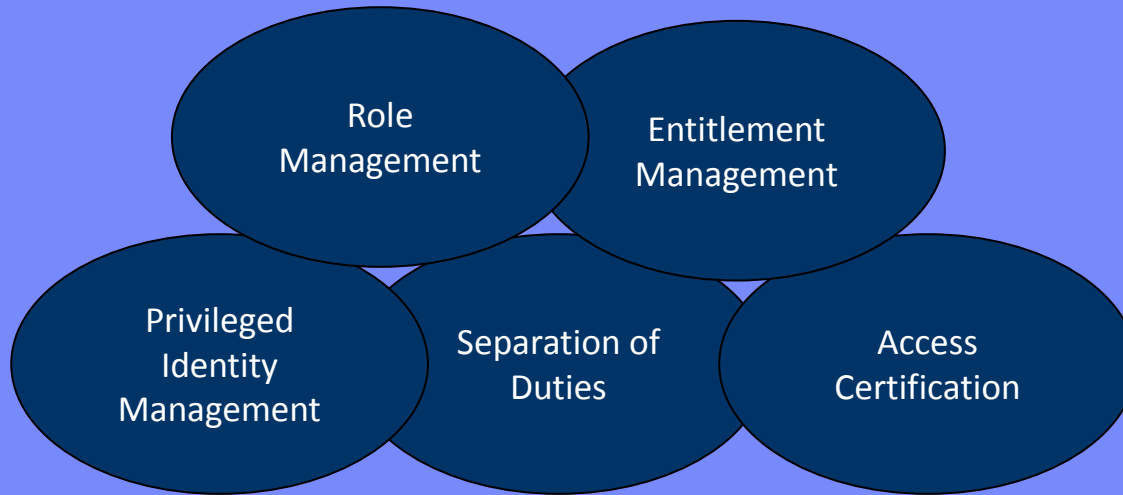 Role
Management
Entitlement
Management
Privileged
Identity
Management
Separation of
Duties
Access
Certification